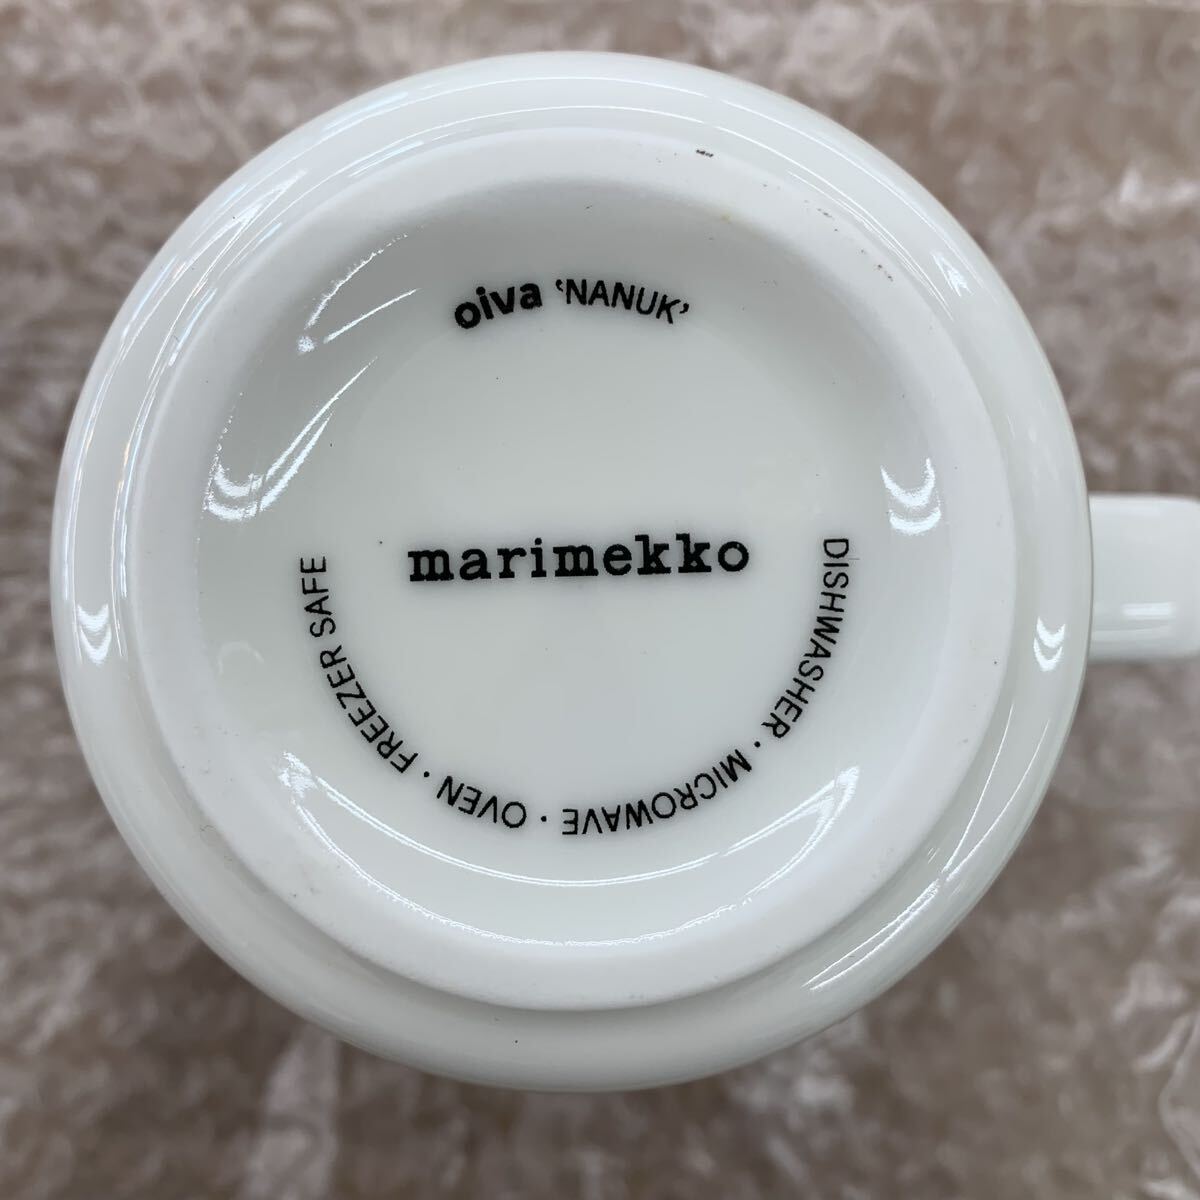 oiva ‘NANUK’
marimekko
DISHWASHER · MICROWAVE · OVEN · FREEZER SAFE